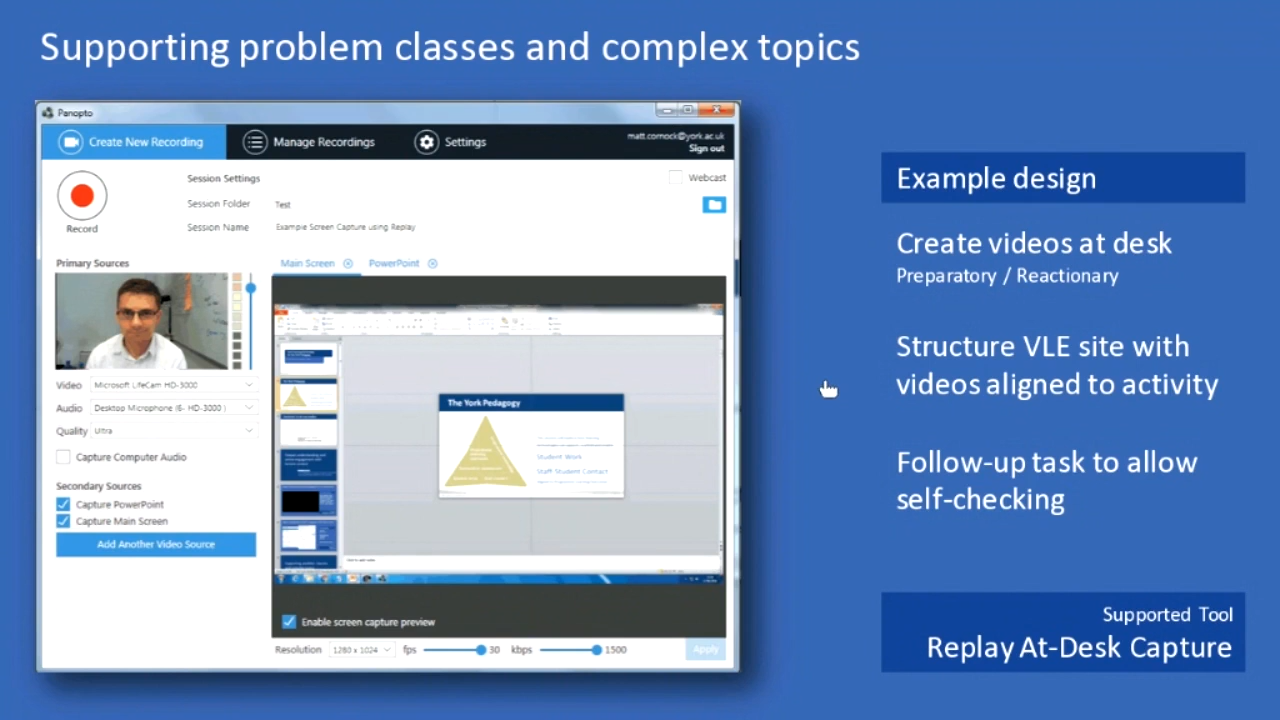 Supporting problem classes and complex topics
Panopto
Create New Recording
Manage Recordings
Settings
matt.cornock@york.ac.uk
Sign out
Record
Session Settings
Webcast
Session Folder
Test
Session Name
Example Screen Capture using Replay
Primary Sources
Main Screen
PowerPoint
Video
Microsoft LifeCam HD-3000
Audio
Desktop Microphone (6- HD-3000 )
Quality
Ultra
Capture Computer Audio
Secondary Sources
Capture PowerPoint
Capture Main Screen
Add Another Video Source
The York Pedagogy
Student Work
Staff Student Contact
Enable screen capture preview
Resolution
1280 x 1024
fps
30
kbps
1500
Apply
Example design
Create videos at desk
Preparatory / Reactionary
Structure VLE site with
videos aligned to activity
Follow-up task to allow
self-checking
Supported Tool
Replay At-Desk Capture